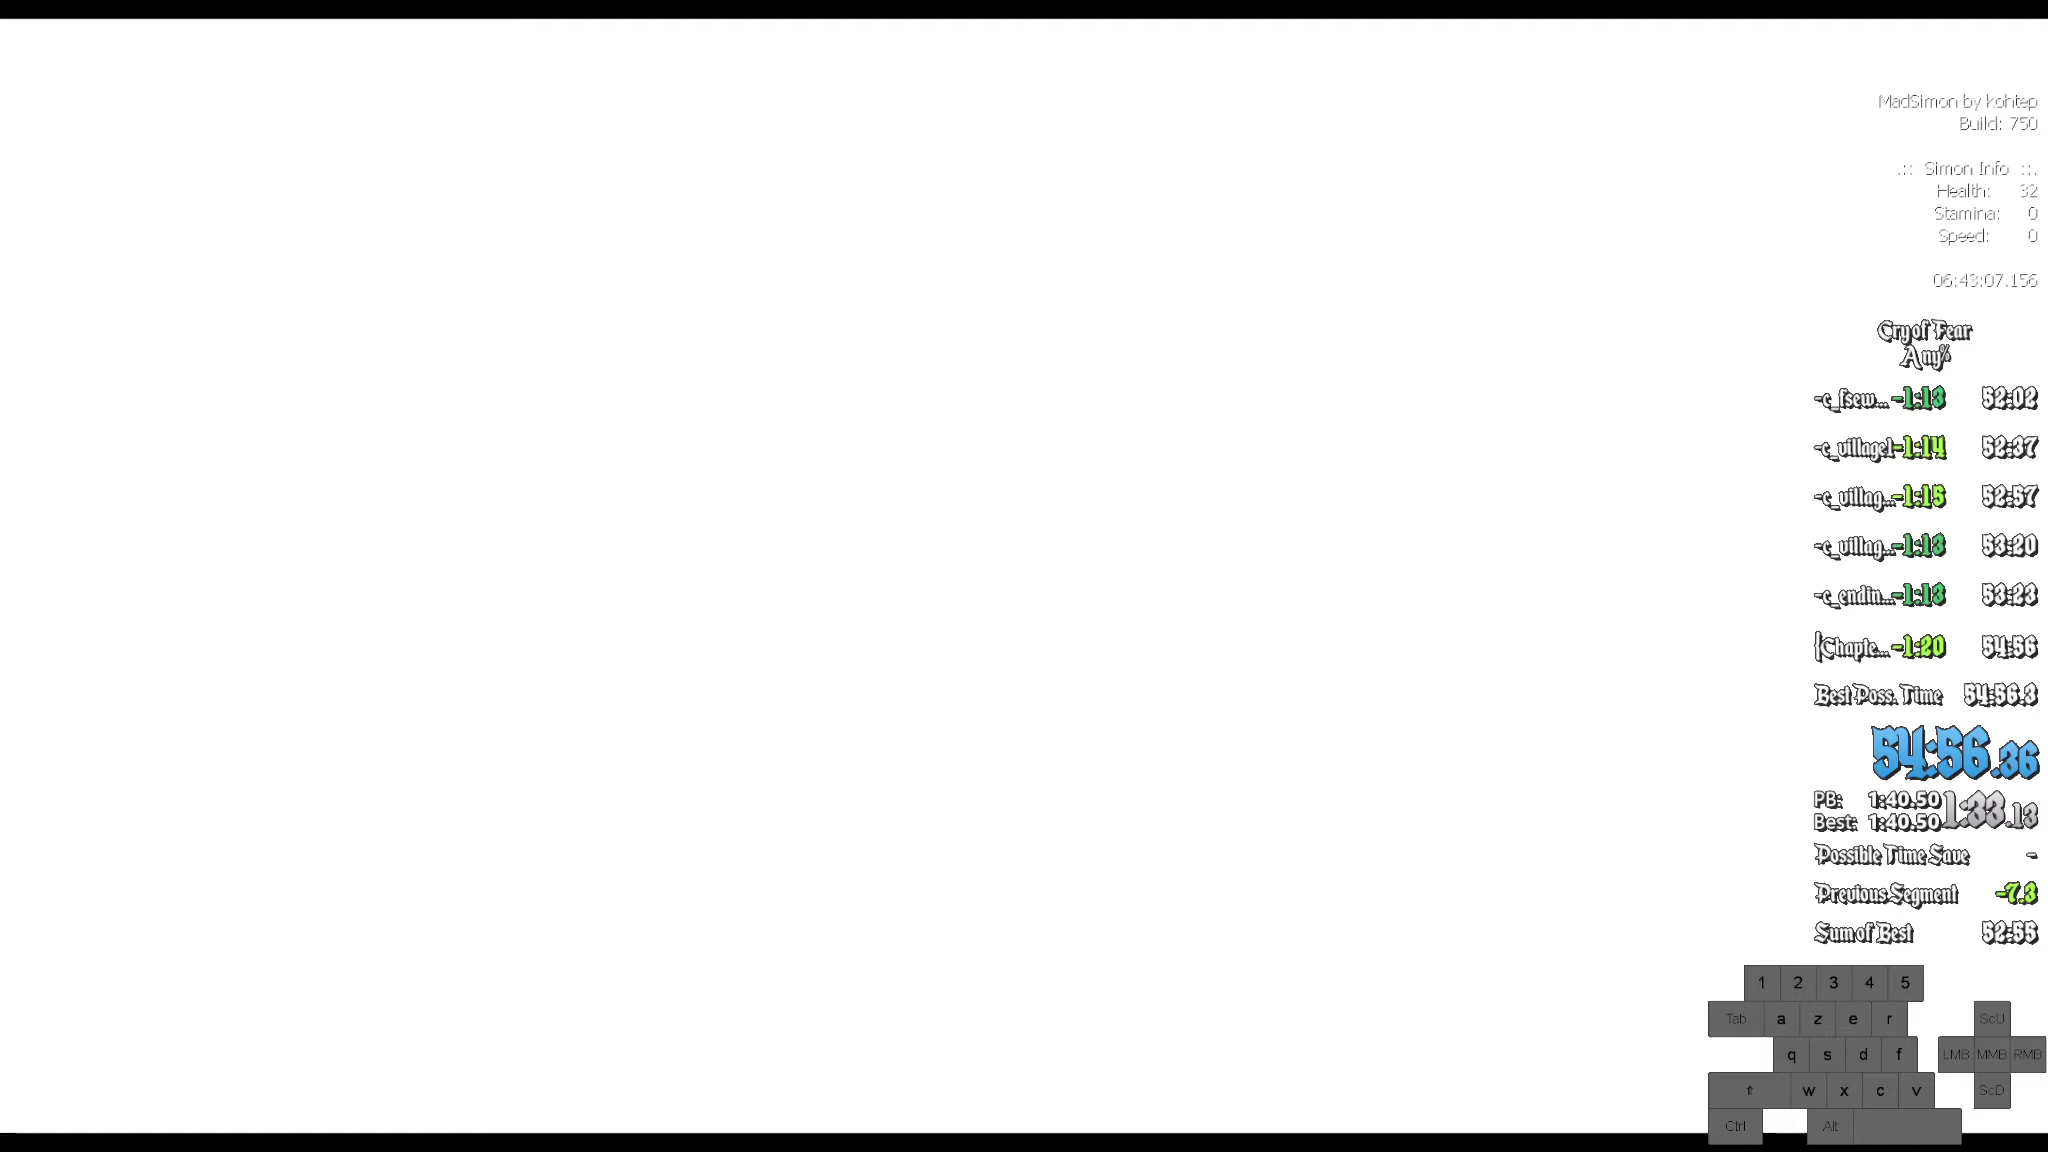 MadSimon by kohtep
Build: 750
.:: Simon Info ::.
Health: 32
Stamina: 0
Speed: 0
06:43:07.156
Cry of Fear
Any%
-c_fsew... -1:13 52:02
-c_village1 -1:14 52:37
-c_villag... -1:15 52:57
-c_villag... -1:13 53:20
-c_endin... -1:13 53:23
{Chapte... -1:20 54:56
Best Poss. Time 54:56.3
54:56.36
PB: 1:40.50 1:33.13
Best: 1:40.50
Possible Time Save -
Previous Segment -7.3
Sum of Best 52:55
1 2 3 4 5
Tab a z e r ScU
q s d f LMB MMB RMB
⇧ w x c v ScD
Ctrl Alt